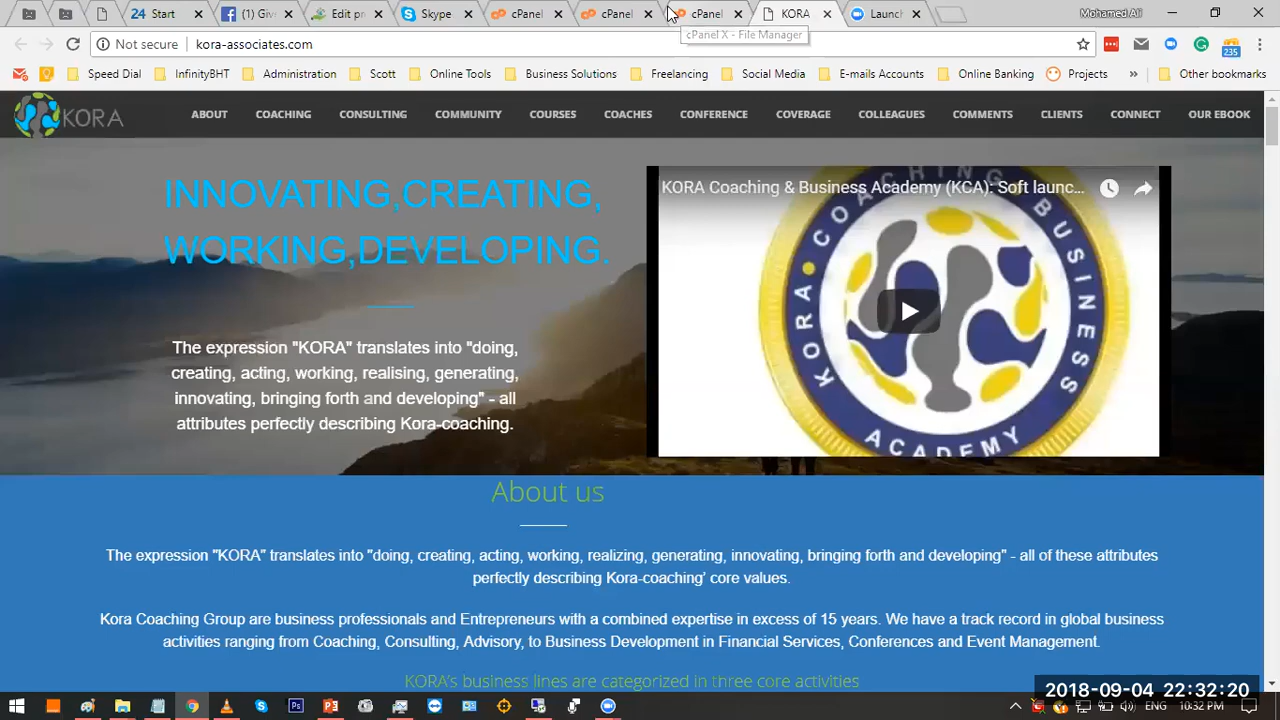 24 Start
f (1) Giv
Edit pr
Skype
cPanel
cPanel
cPanel
KORA
Launch
Mohamed Ali
cPanel X - File Manager
Not secure
kora-associates.com
235
Speed Dial
InfinityBHT
Administration
Scott
Online Tools
Business Solutions
Freelancing
Social Media
E-mails Accounts
Online Banking
Projects
»
Other bookmarks
KORA
ABOUT
COACHING
CONSULTING
COMMUNITY
COURSES
COACHES
CONFERENCE
COVERAGE
COLLEAGUES
COMMENTS
CLIENTS
CONNECT
OUR EBOOK
INNOVATING,CREATING,
WORKING,DEVELOPING.
The expression "KORA" translates into "doing,
creating, acting, working, realising, generating,
innovating, bringing forth and developing" - all
attributes perfectly describing Kora-coaching.
KORA Coaching & Business Academy (KCA): Soft launc...
KORA COACHING & BUSINESS
ACADEMY
About us
The expression "KORA" translates into "doing, creating, acting, working, realizing, generating, innovating, bringing forth and developing" - all of these attributes
perfectly describing Kora-coaching' core values.
Kora Coaching Group are business professionals and Entrepreneurs with a combined expertise in excess of 15 years. We have a track record in global business
activities ranging from Coaching, Consulting, Advisory, to Business Development in Financial Services, Conferences and Event Management.
KORA's business lines are categorized in three core activities
2018-09-04 22:32:20
ENG
10:32 PM